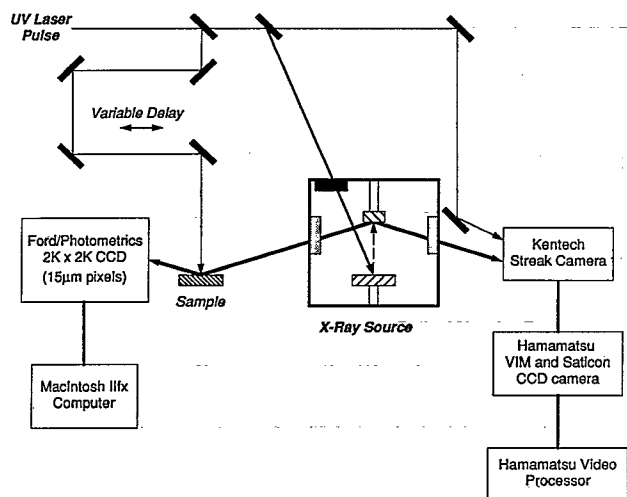 UV Laser
Pulse
Variable Delay
Ford/Photometrics
2K x 2K CCD
(15µm pixels)
Sample
X-Ray Source
Kentech
Streak Camera
Macintosh IIfx
Computer
Hamamatsu
VIM and Saticon
CCD camera
Hamamatsu Video
Processor